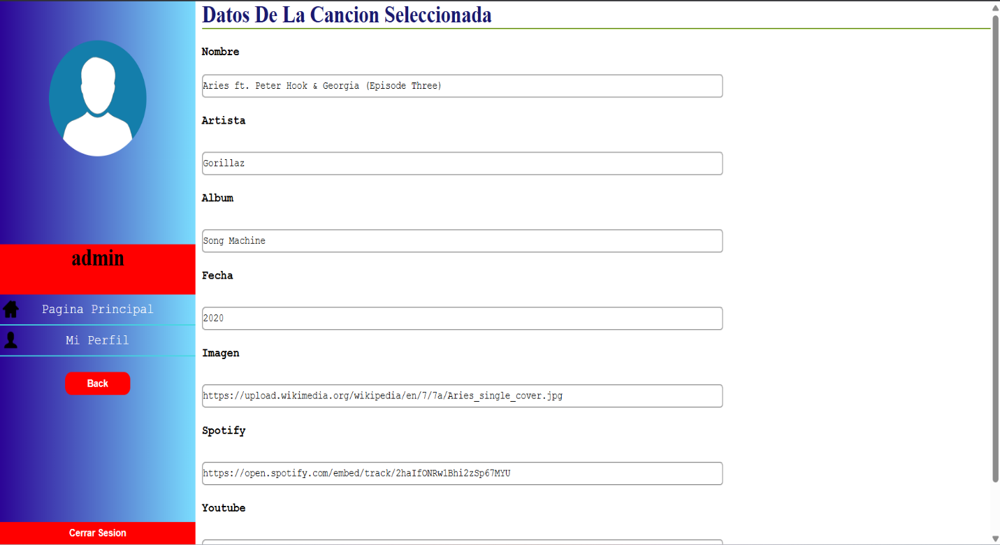 Datos De La Cancion Seleccionada
Nombre
Aries ft. Peter Hook & Georgia (Episode Three)
Artista
Gorillaz
Album
Song Machine
Fecha
2020
Imagen
https://upload.wikimedia.org/wikipedia/en/7/7a/Aries_single_cover.jpg
Spotify
https://open.spotify.com/embed/track/2haIfONRw1Bhi2zSp67MYU
Youtube
admin
Pagina Principal
Mi Perfil
Back
Cerrar Sesion